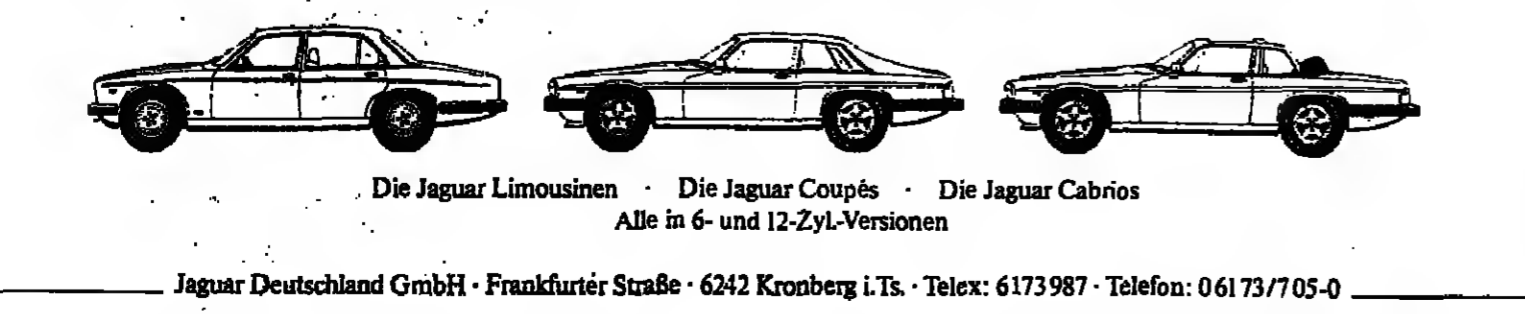 Die Jaguar Limousinen · Die Jaguar Coupés · Die Jaguar Cabrios
Alle in 6- und 12-Zyl.-Versionen
Jaguar Deutschland GmbH · Frankfurter Straße · 6242 Kronberg i.Ts. · Telex: 6173987 · Telefon: 06173/705-0